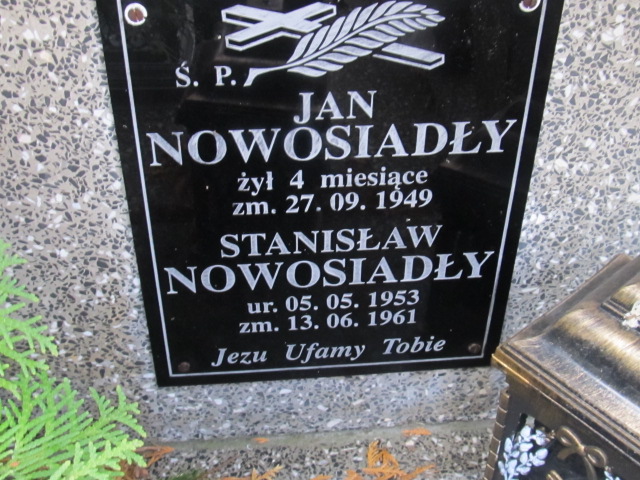 Ś. P.
JAN
NOWOSIADŁY
żył 4 miesiące
zm. 27. 09. 1949
STANISŁAW
NOWOSIADŁY
ur. 05. 05. 1953
zm. 13. 06. 1961
Jezu Ufamy Tobie